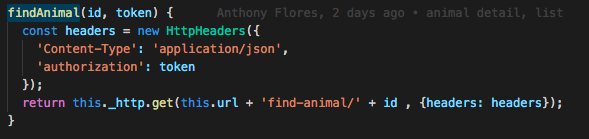 findAnimal(id, token) { Anthony Flores, 2 days ago • animal detail, list
const headers = new HttpHeaders({
'Content-Type': 'application/json',
'authorization': token
});
return this._http.get(this.url + 'find-animal/' + id , {headers: headers});
}